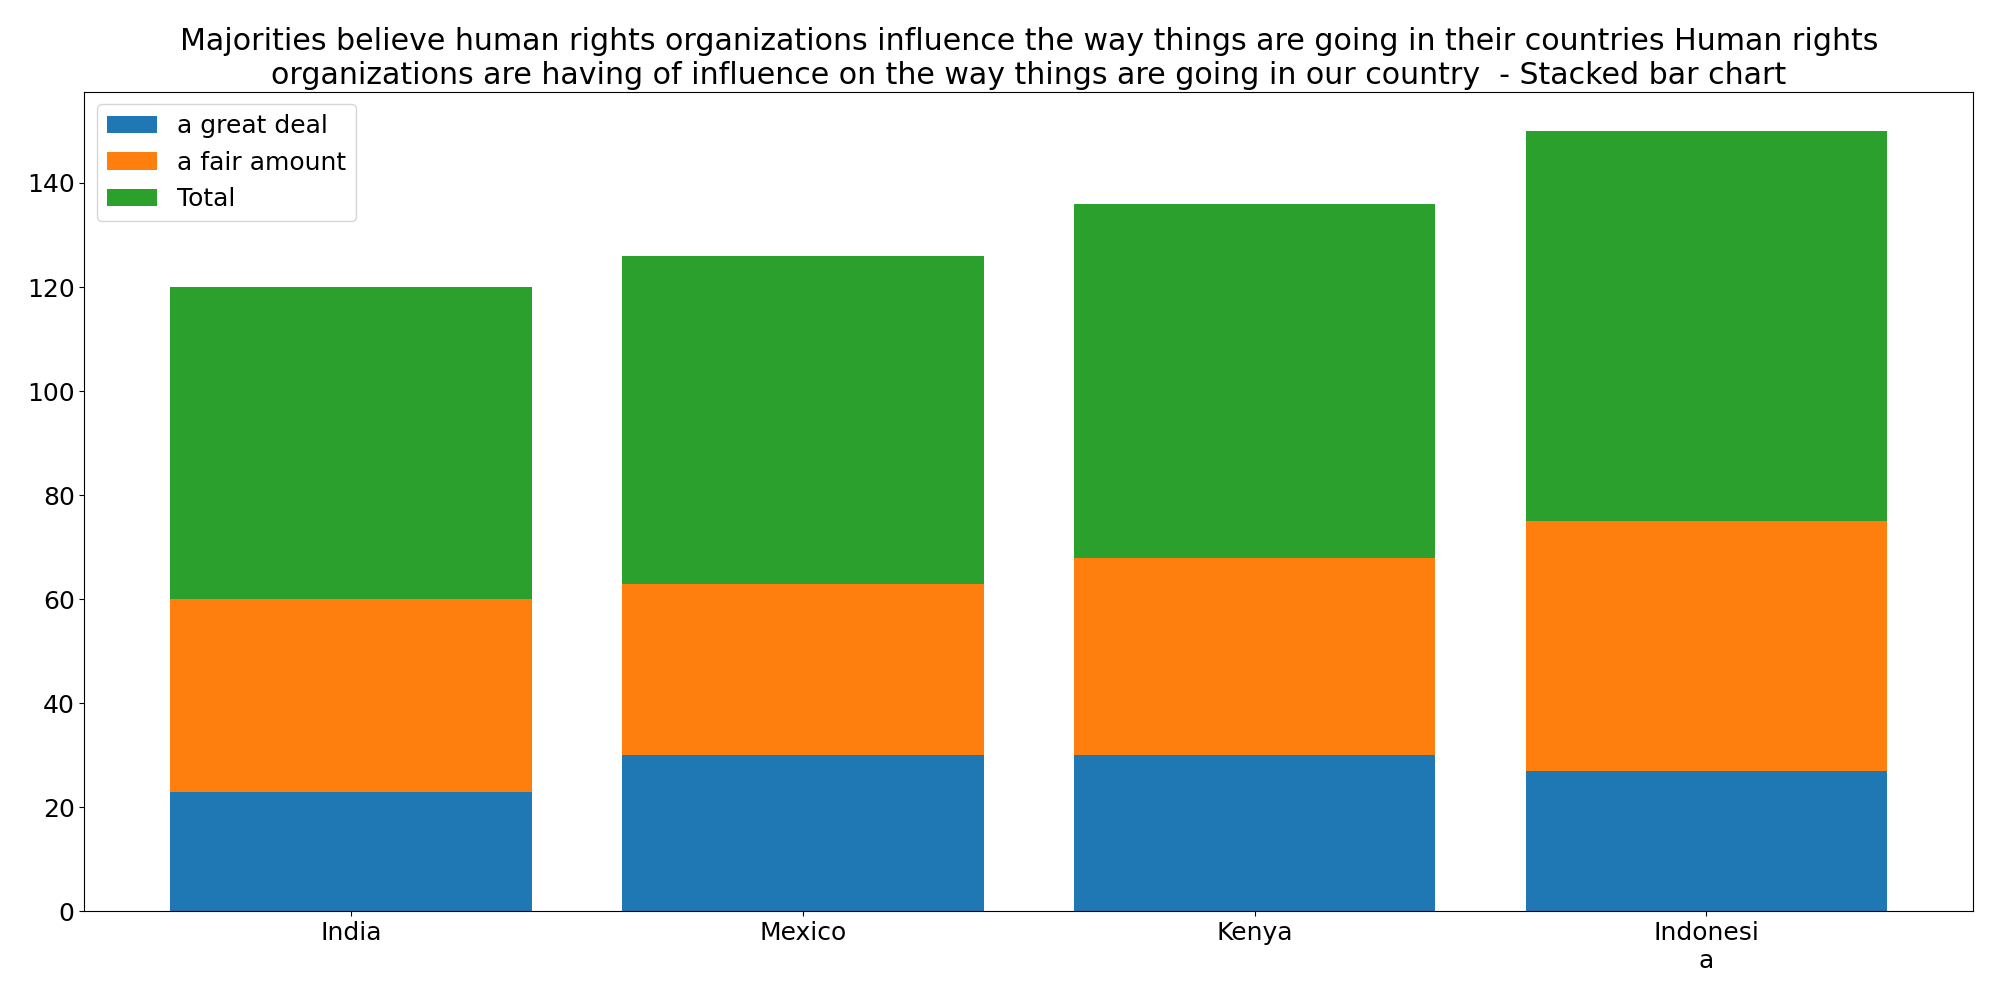 Majorities believe human rights organizations influence the way things are going in their countries Human rights
organizations are having of influence on the way things are going in our country  - Stacked bar chart
a great deal
a fair amount
Total
140
120
100
80
60
40
20
0
India
Mexico
Kenya
Indonesi
a